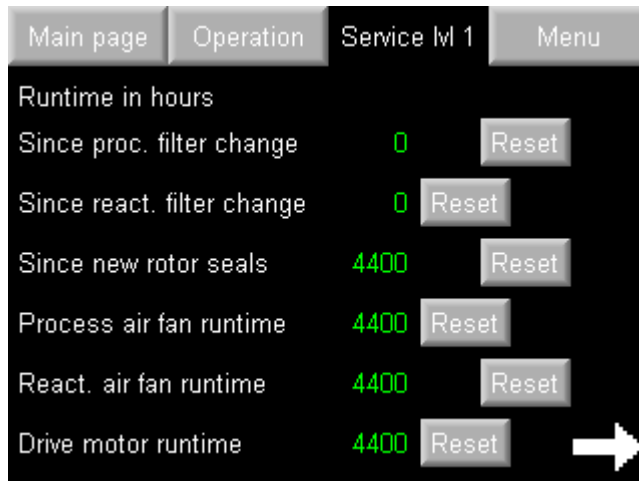 Main page Operation Service lvl 1 Menu
Runtime in hours
Since proc. filter change 0 Reset
Since react. filter change 0 Reset
Since new rotor seals 4400 Reset
Process air fan runtime 4400 Reset
React. air fan runtime 4400 Reset
Drive motor runtime 4400 Reset